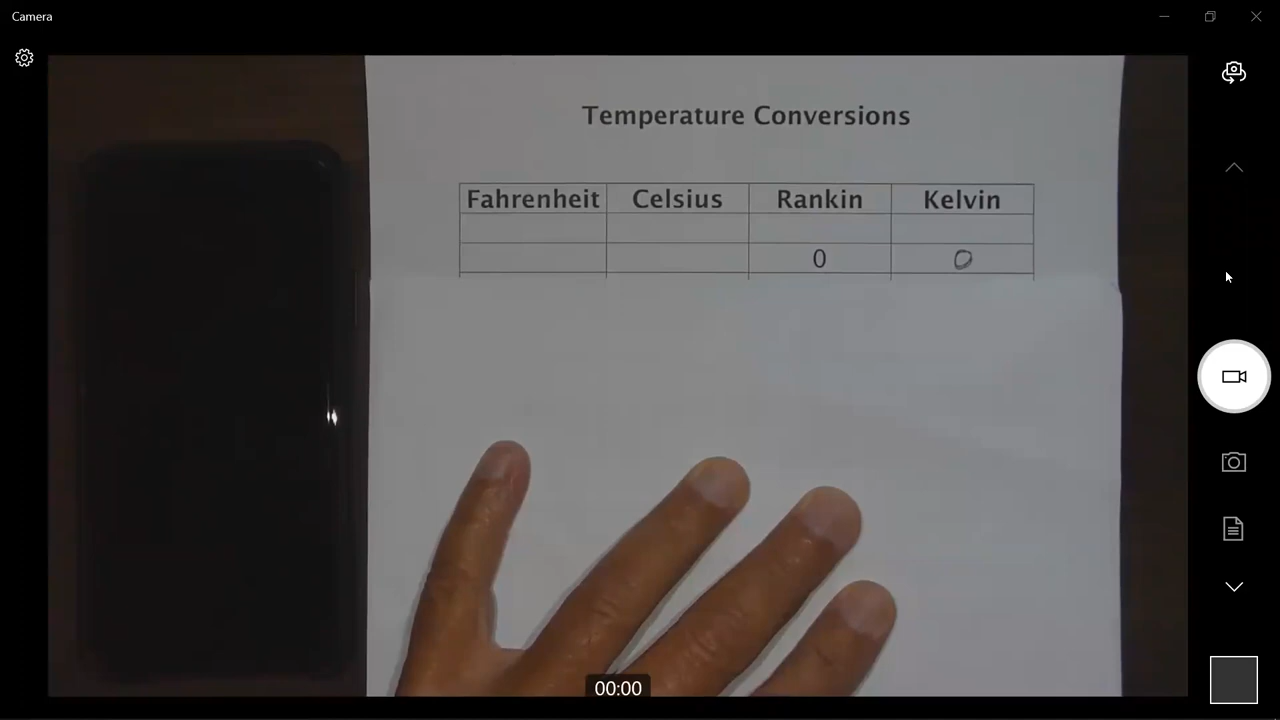 Camera
Temperature Conversions
Fahrenheit Celsius Rankin Kelvin
0 0
00:00